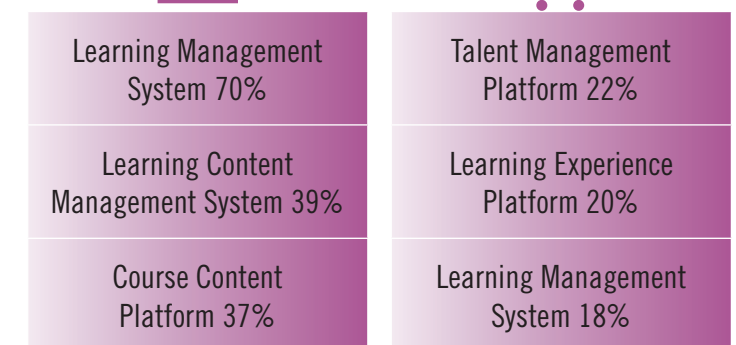 Learning Management
System 70%
Learning Content
Management System 39%
Course Content
Platform 37%
Talent Management
Platform 22%
Learning Experience
Platform 20%
Learning Management
System 18%